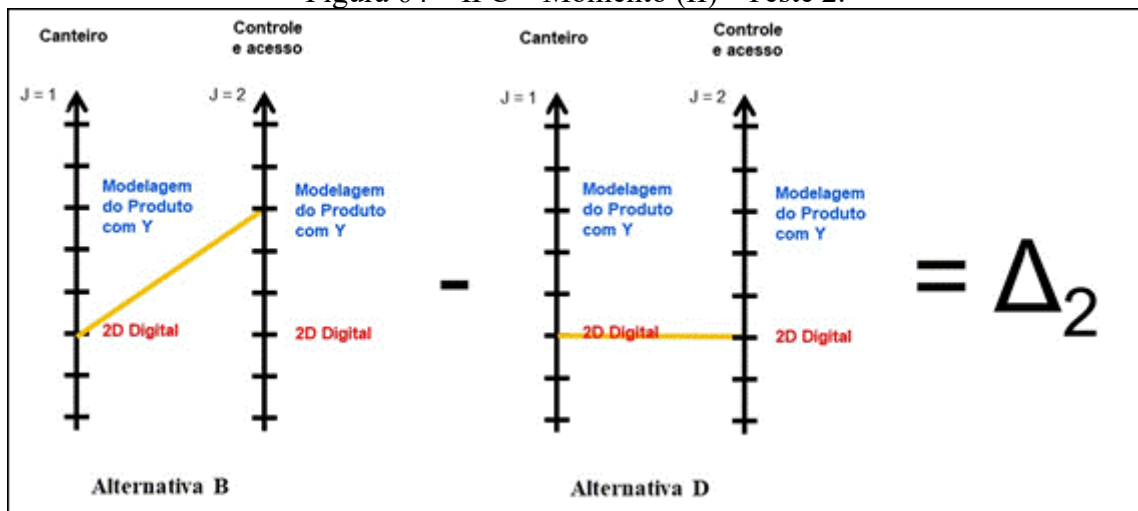 Canteiro
Controle
e acesso
J = 1
J = 2
Modelagem
do Produto
com Y
Modelagem
do Produto
com Y
2D Digital
2D Digital
Alternativa B
-
Canteiro
Controle
e acesso
J = 1
J = 2
Modelagem
do Produto
com Y
Modelagem
do Produto
com Y
2D Digital
2D Digital
Alternativa D
= Δ2